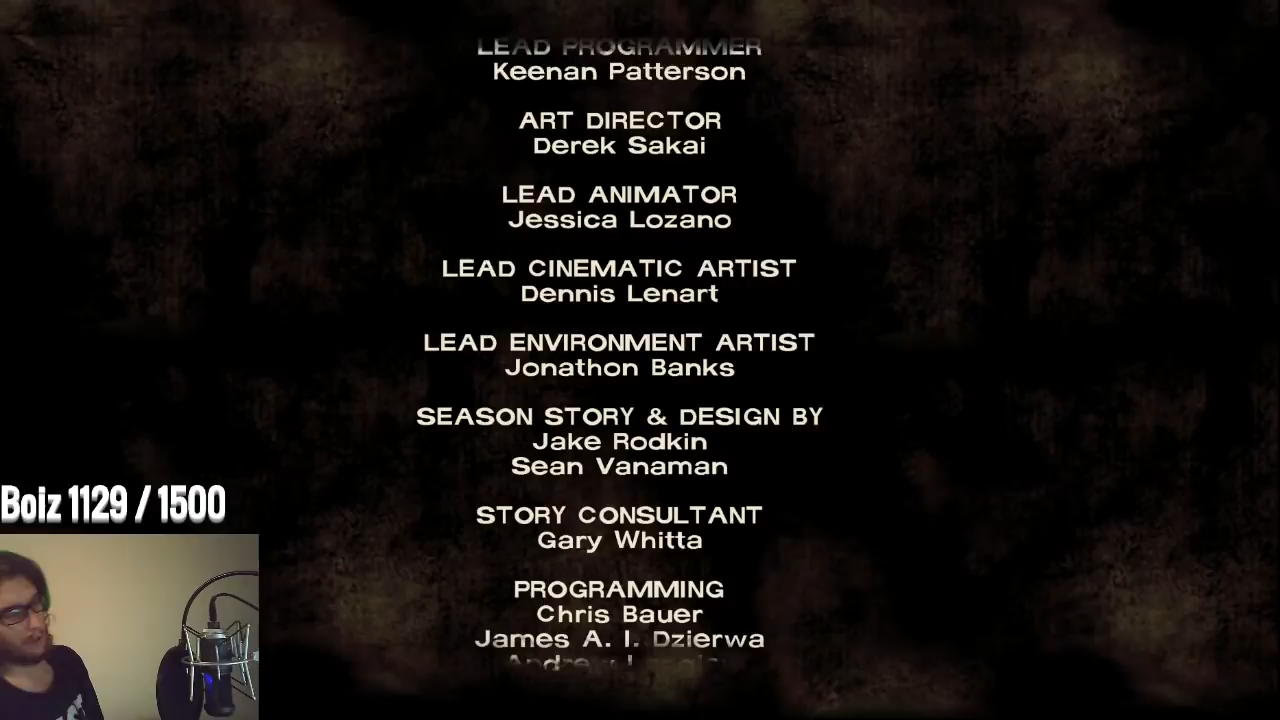 LEAD PROGRAMMER
Keenan Patterson
ART DIRECTOR
Derek Sakai
LEAD ANIMATOR
Jessica Lozano
LEAD CINEMATIC ARTIST
Dennis Lenart
LEAD ENVIRONMENT ARTIST
Jonathon Banks
SEASON STORY & DESIGN BY
Jake Rodkin
Sean Vanaman
STORY CONSULTANT
Gary Whitta
PROGRAMMING
Chris Bauer
James A. I. Dzierwa
Boiz 1129 / 1500